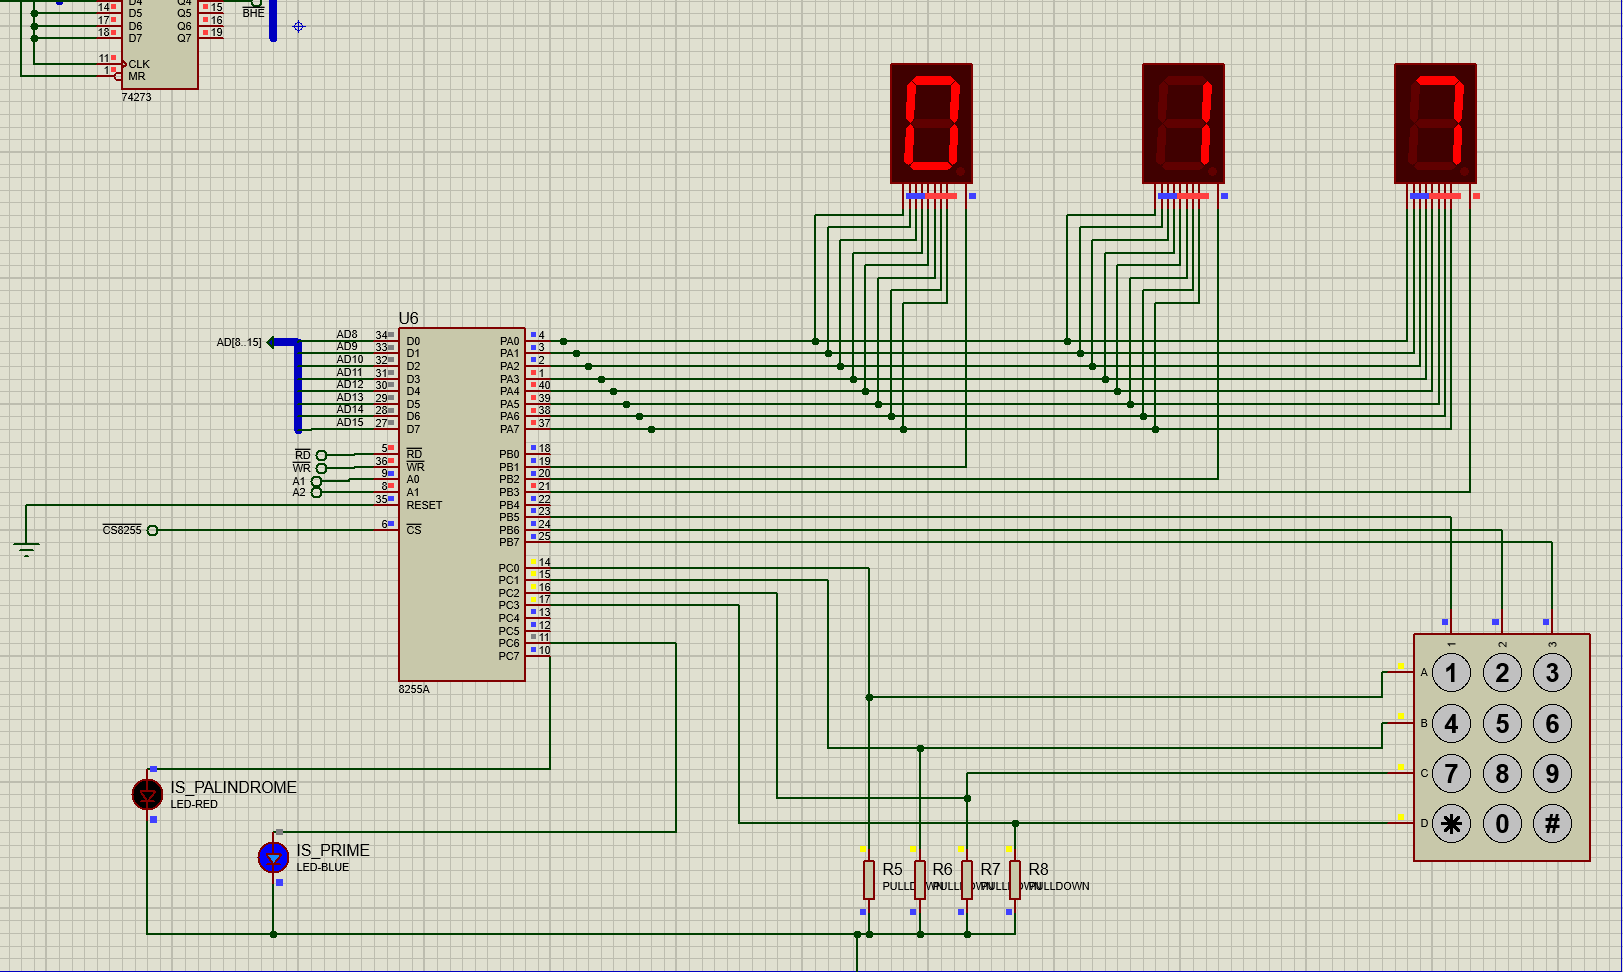 D4 Q4 15
14 D5 Q5 15
17 D6 Q6 16
18 D7 Q7 19
11 CLK
1 MR
74273
BHE
U6
AD[8..15]
AD8 34 D0 PA0 4
AD9 33 D1 PA1 3
AD10 32 D2 PA2 2
AD11 31 D3 PA3 1
AD12 30 D4 PA4 40
AD13 29 D5 PA5 39
AD14 28 D6 PA6 38
AD15 27 D7 PA7 37
RD 5 RD PB0 18
WR 36 WR PB1 19
A1 9 A0 PB2 20
A2 8 A1 PB3 21
35 RESET PB4 22
PB5 23
CS8255 6 CS PB6 24
PB7 25
PC0 14
PC1 15
PC2 16
PC3 17
PC4 13
PC5 12
PC6 11
PC7 10
8255A
0 1 7
1 2 3
A 1 2 3
B 4 5 6
C 7 8 9
D * 0 #
IS_PALINDROME
LED-RED
IS_PRIME
LED-BLUE
R5 R6 R7 R8
PULLDOWN PULLDOWN PULLDOWN PULLDOWN